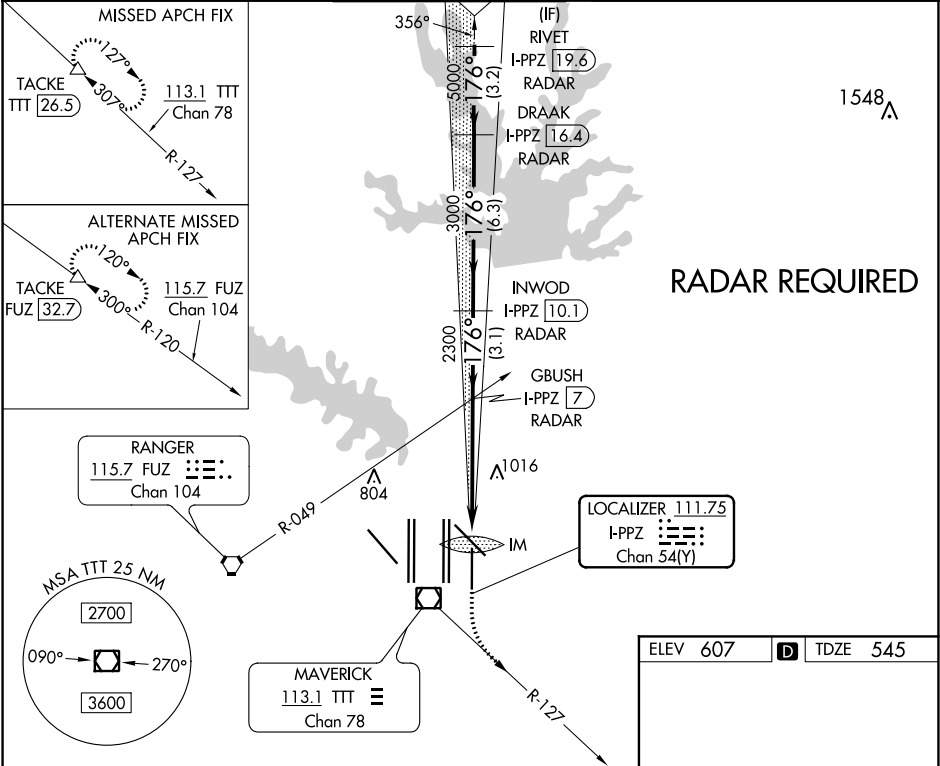 MISSED APCH FIX
127°
TACKE
TTT 26.5
307°
113.1 TTT
Chan 78
R-127
ALTERNATE MISSED
APCH FIX
120°
TACKE
FUZ 32.7
300°
115.7 FUZ
Chan 104
R-120
356°
(IF)
RIVET
I-PPZ 19.6
RADAR
5000
176°
(3.2)
DRAAK
I-PPZ 16.4
RADAR
3000
176°
(6.3)
INWOD
I-PPZ 10.1
RADAR
2300
176°
(3.1)
GBUSH
I-PPZ 7
RADAR
1548
RADAR REQUIRED
RANGER
115.7 FUZ
Chan 104
R-049
804
1016
IM
LOCALIZER 111.75
I-PPZ
Chan 54(Y)
MSA TTT 25 NM
2700
090°
270°
3600
MAVERICK
113.1 TTT
Chan 78
R-127
ELEV 607 D TDZE 545